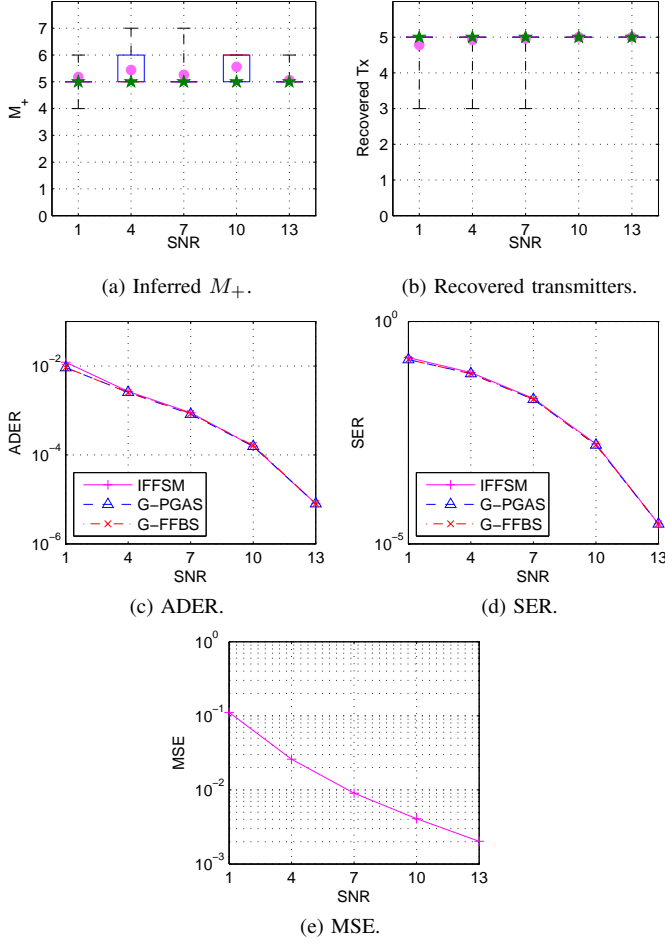 7
6
5
4
3
2
1
0
M+
1 4 7 10 13
SNR
(a) Inferred M+.
5
4
3
2
1
0
Recovered Tx
1 4 7 10 13
SNR
(b) Recovered transmitters.
10^-2
10^-4
10^-6
ADER
IFFSM
G-PGAS
G-FFBS
1 4 7 10 13
SNR
(c) ADER.
10^0
10^-5
SER
IFFSM
G-PGAS
G-FFBS
1 4 7 10 13
SNR
(d) SER.
10^0
10^-1
10^-2
10^-3
MSE
1 4 7 10 13
SNR
(e) MSE.